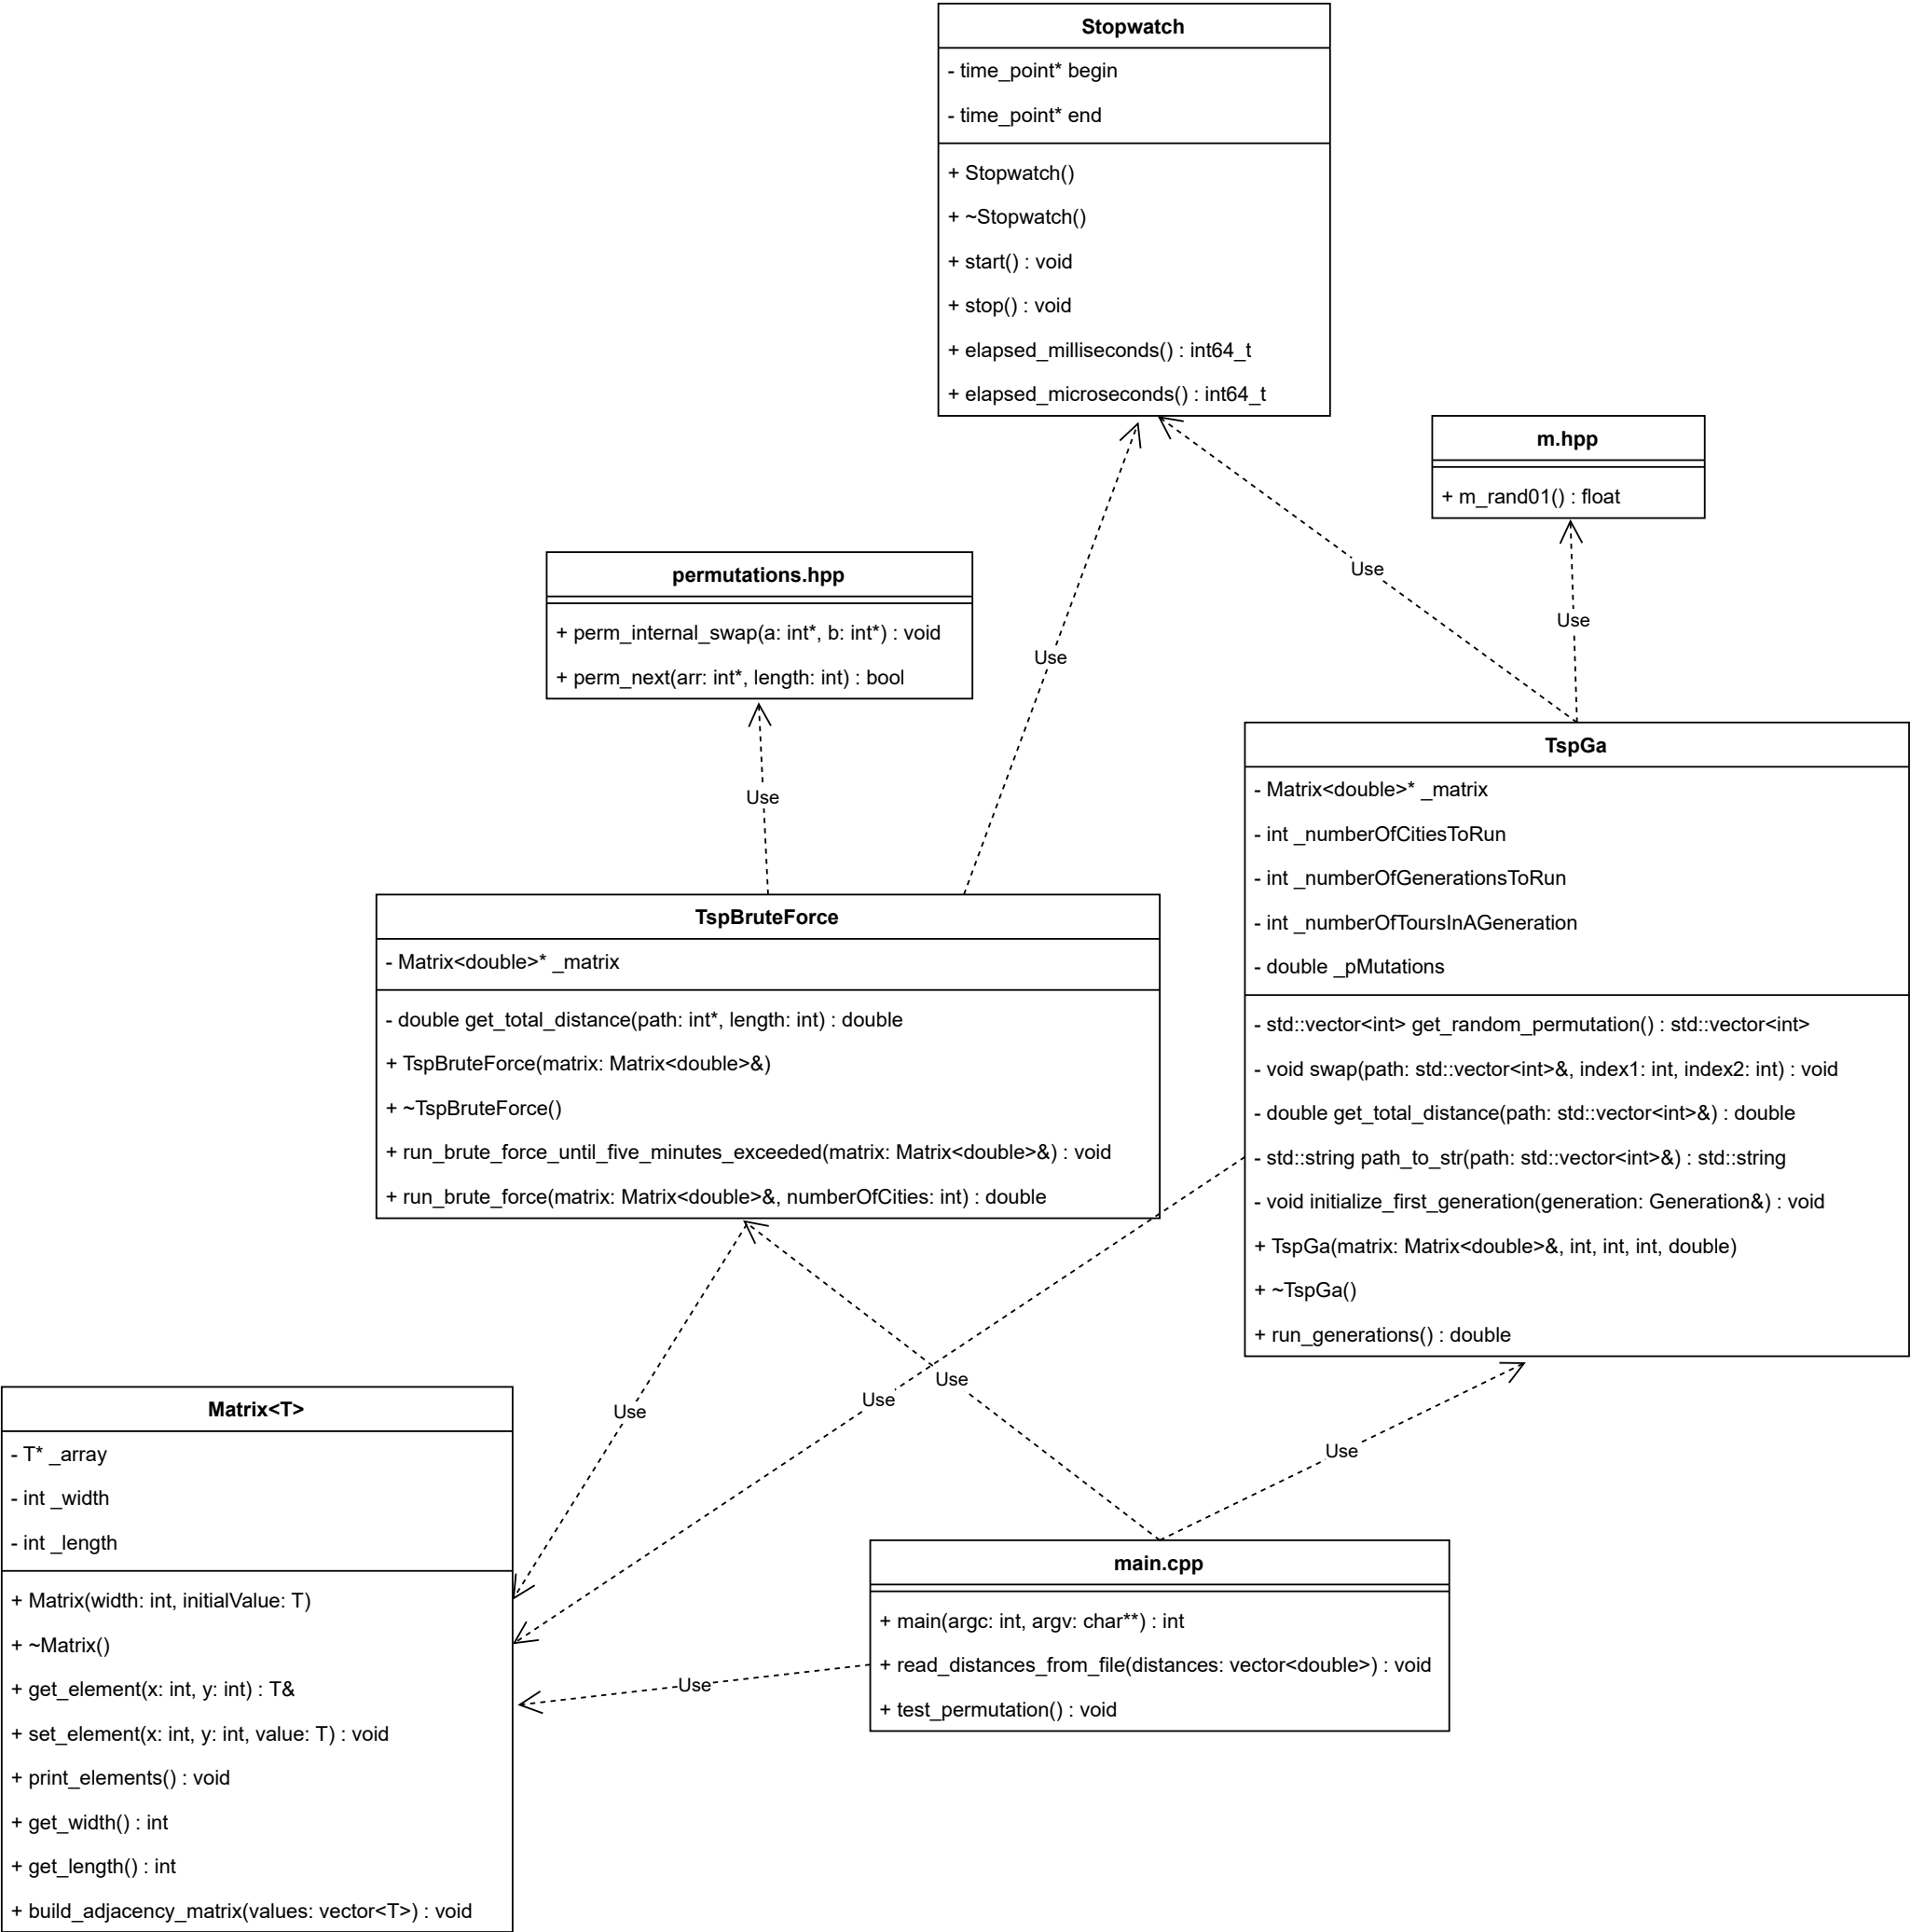 Stopwatch
- time_point* begin
- time_point* end
+ Stopwatch()
+ ~Stopwatch()
+ start() : void
+ stop() : void
+ elapsed_milliseconds() : int64_t
+ elapsed_microseconds() : int64_t
m.hpp
+ m_rand01() : float
permutations.hpp
+ perm_internal_swap(a: int*, b: int*) : void
+ perm_next(arr: int*, length: int) : bool
Use
Use
Use
Use
TspGa
- Matrix<double>* _matrix
- int _numberOfCitiesToRun
- int _numberOfGenerationsToRun
- int _numberOfToursInAGeneration
- double _pMutations
- std::vector<int> get_random_permutation() : std::vector<int>
- void swap(path: std::vector<int>&, index1: int, index2: int) : void
- double get_total_distance(path: std::vector<int>&) : double
- std::string path_to_str(path: std::vector<int>&) : std::string
- void initialize_first_generation(generation: Generation&) : void
+ TspGa(matrix: Matrix<double>&, int, int, int, double)
+ ~TspGa()
+ run_generations() : double
TspBruteForce
- Matrix<double>* _matrix
- double get_total_distance(path: int*, length: int) : double
+ TspBruteForce(matrix: Matrix<double>&)
+ ~TspBruteForce()
+ run_brute_force_until_five_minutes_exceeded(matrix: Matrix<double>&) : void
+ run_brute_force(matrix: Matrix<double>&, numberOfCities: int) : double
Use
Use
Use
Use
Matrix<T>
- T* _array
- int _width
- int _length
+ Matrix(width: int, initialValue: T)
+ ~Matrix()
+ get_element(x: int, y: int) : T&
+ set_element(x: int, y: int, value: T) : void
+ print_elements() : void
+ get_width() : int
+ get_length() : int
+ build_adjacency_matrix(values: vector<T>) : void
Use
main.cpp
+ main(argc: int, argv: char**) : int
+ read_distances_from_file(distances: vector<double>) : void
+ test_permutation() : void